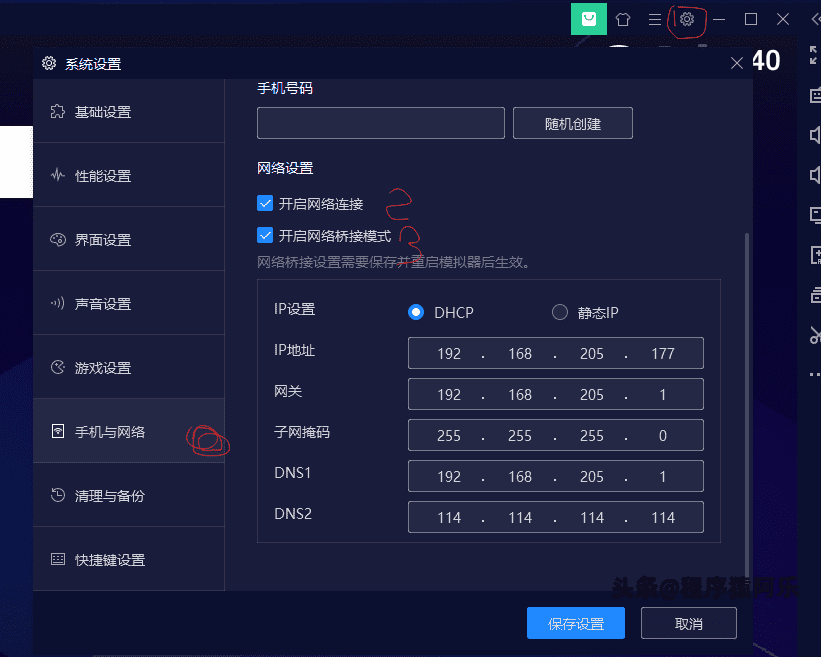 40
系统设置
基础设置
性能设置
界面设置
声音设置
游戏设置
手机与网络
清理与备份
快捷键设置
手机号码
随机创建
网络设置
开启网络连接 2
开启网络桥接模式 3
网络桥接设置需要保存并重启模拟器后生效。
IP设置 DHCP 静态IP
IP地址 192 . 168 . 205 . 177
网关 192 . 168 . 205 . 1
子网掩码 255 . 255 . 255 . 0
DNS1 192 . 168 . 205 . 1
DNS2 114 . 114 . 114 . 114
头条@程序
保存设置 取消